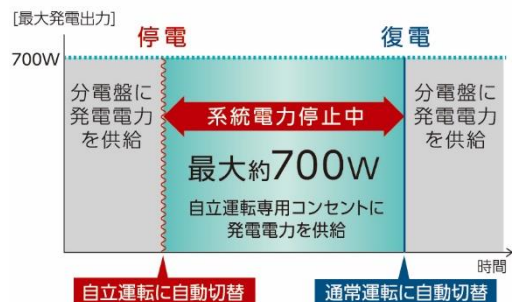 [最大発電出力]
停電
復電
700W
分電盤に
発電電力
を供給
系統電力停止中
最大約700W
自立運転専用コンセントに
発電電力を供給
分電盤に
発電電力
を供給
時間
自立運転に自動切替
通常運転に自動切替